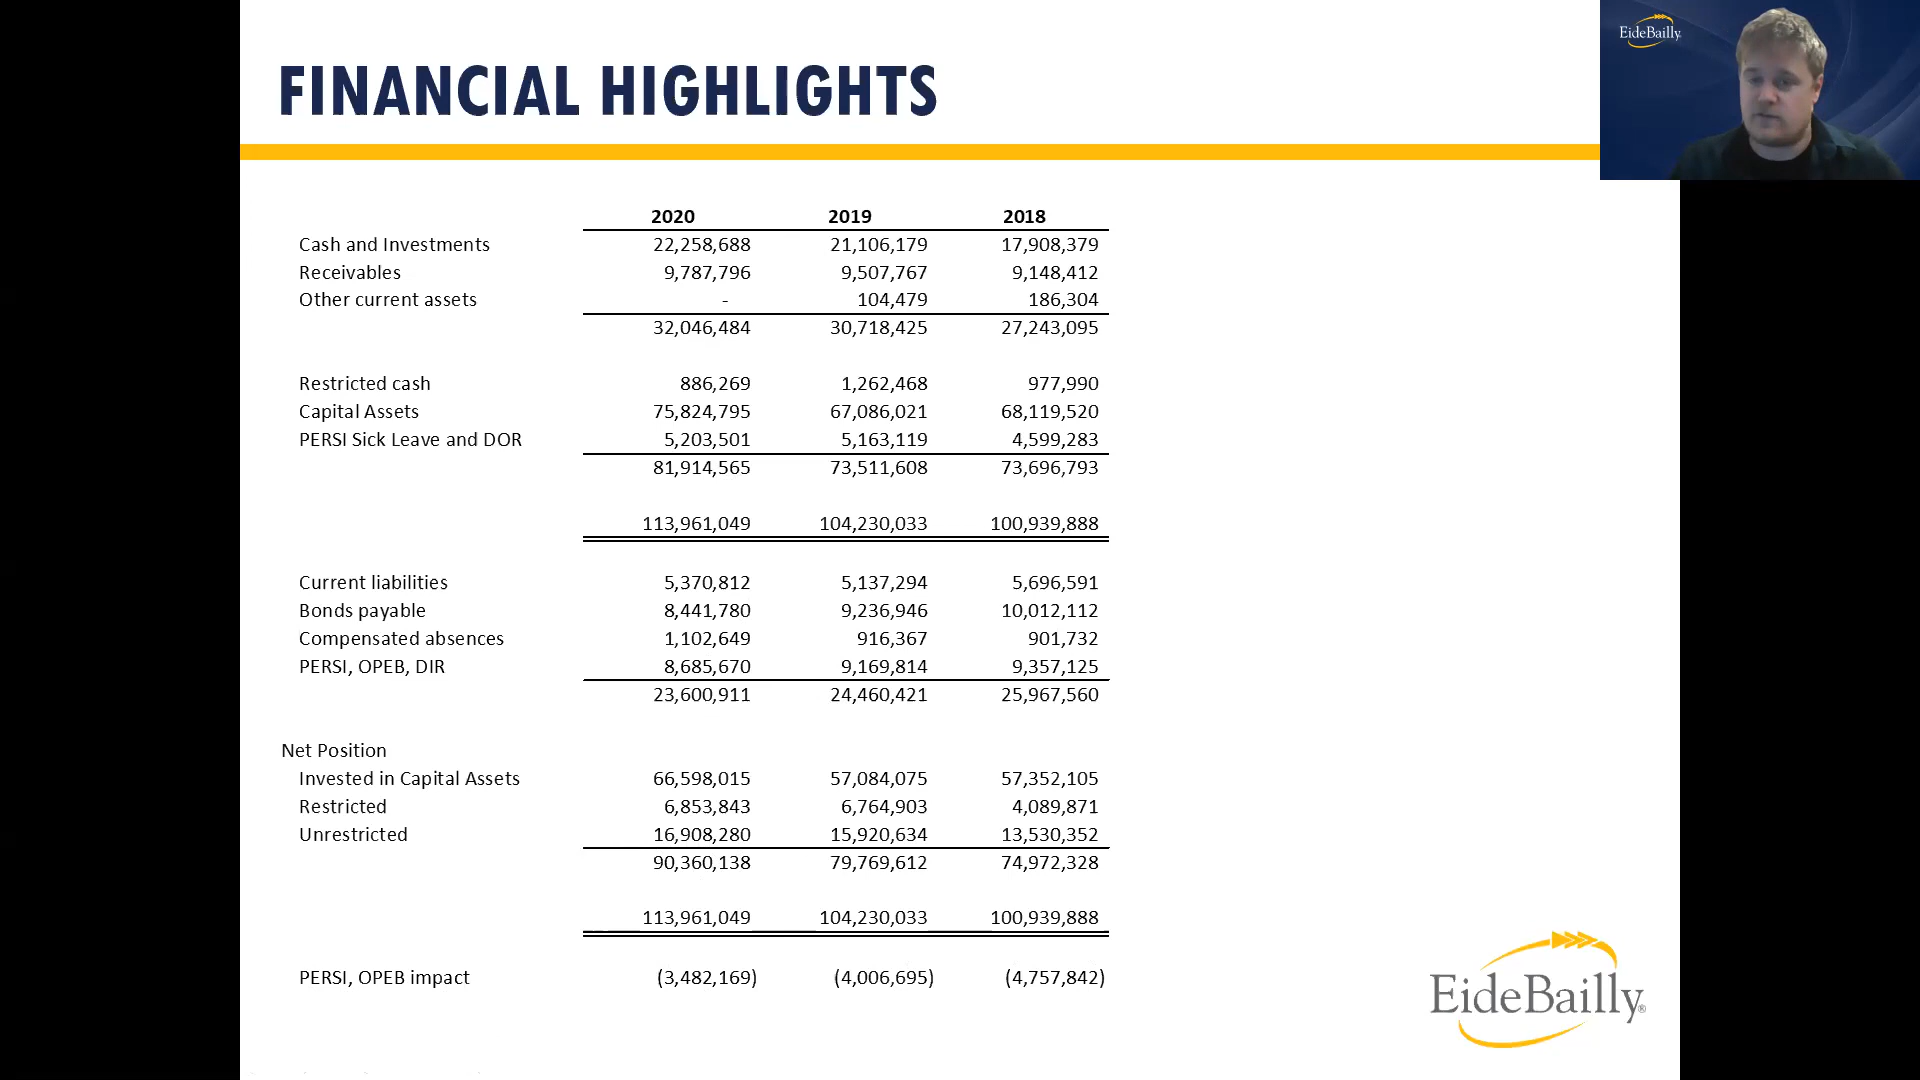 EideBailly
FINANCIAL HIGHLIGHTS
2020 2019 2018
Cash and Investments 22,258,688 21,106,179 17,908,379
Receivables 9,787,796 9,507,767 9,148,412
Other current assets - 104,479 186,304
32,046,484 30,718,425 27,243,095
Restricted cash 886,269 1,262,468 977,990
Capital Assets 75,824,795 67,086,021 68,119,520
PERSI Sick Leave and DOR 5,203,501 5,163,119 4,599,283
81,914,565 73,511,608 73,696,793
113,961,049 104,230,033 100,939,888
Current liabilities 5,370,812 5,137,294 5,696,591
Bonds payable 8,441,780 9,236,946 10,012,112
Compensated absences 1,102,649 916,367 901,732
PERSI, OPEB, DIR 8,685,670 9,169,814 9,357,125
23,600,911 24,460,421 25,967,560
Net Position
Invested in Capital Assets 66,598,015 57,084,075 57,352,105
Restricted 6,853,843 6,764,903 4,089,871
Unrestricted 16,908,280 15,920,634 13,530,352
90,360,138 79,769,612 74,972,328
113,961,049 104,230,033 100,939,888
PERSI, OPEB impact (3,482,169) (4,006,695) (4,757,842)
EideBailly®